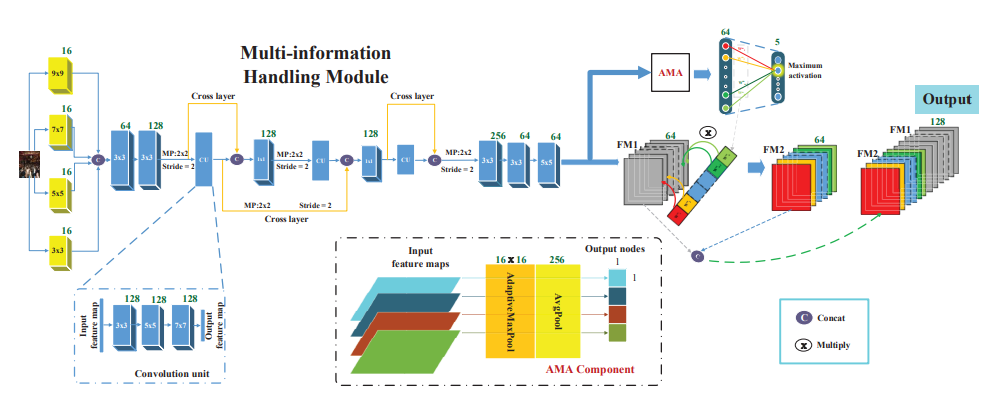 Multi-information
Handling Module
16
9x9
16
7x7
16
5x5
16
3x3
C
64
3x3
128
3x3
MP:2x2
Stride = 2
CU
Cross layer
C
128
1x1
MP:2x2
Stride = 2
CU
C
MP:2x2
Stride = 2
Cross layer
128
1x1
CU
Cross layer
C
MP:2x2
Stride = 2
256
3x3
64
3x3
64
5x5
AMA
64
5
Maximum
activation
Output
FM1
64
x
FM2
64
FM1
128
FM2
C
Input
feature map
128
3x3
128
5x5
128
7x7
Output
feature map
Convolution unit
Input
feature maps
16 x 16
AdaptiveMaxPool
256
AvgPool
Output nodes
1
1
AMA Component
C Concat
x Multiply